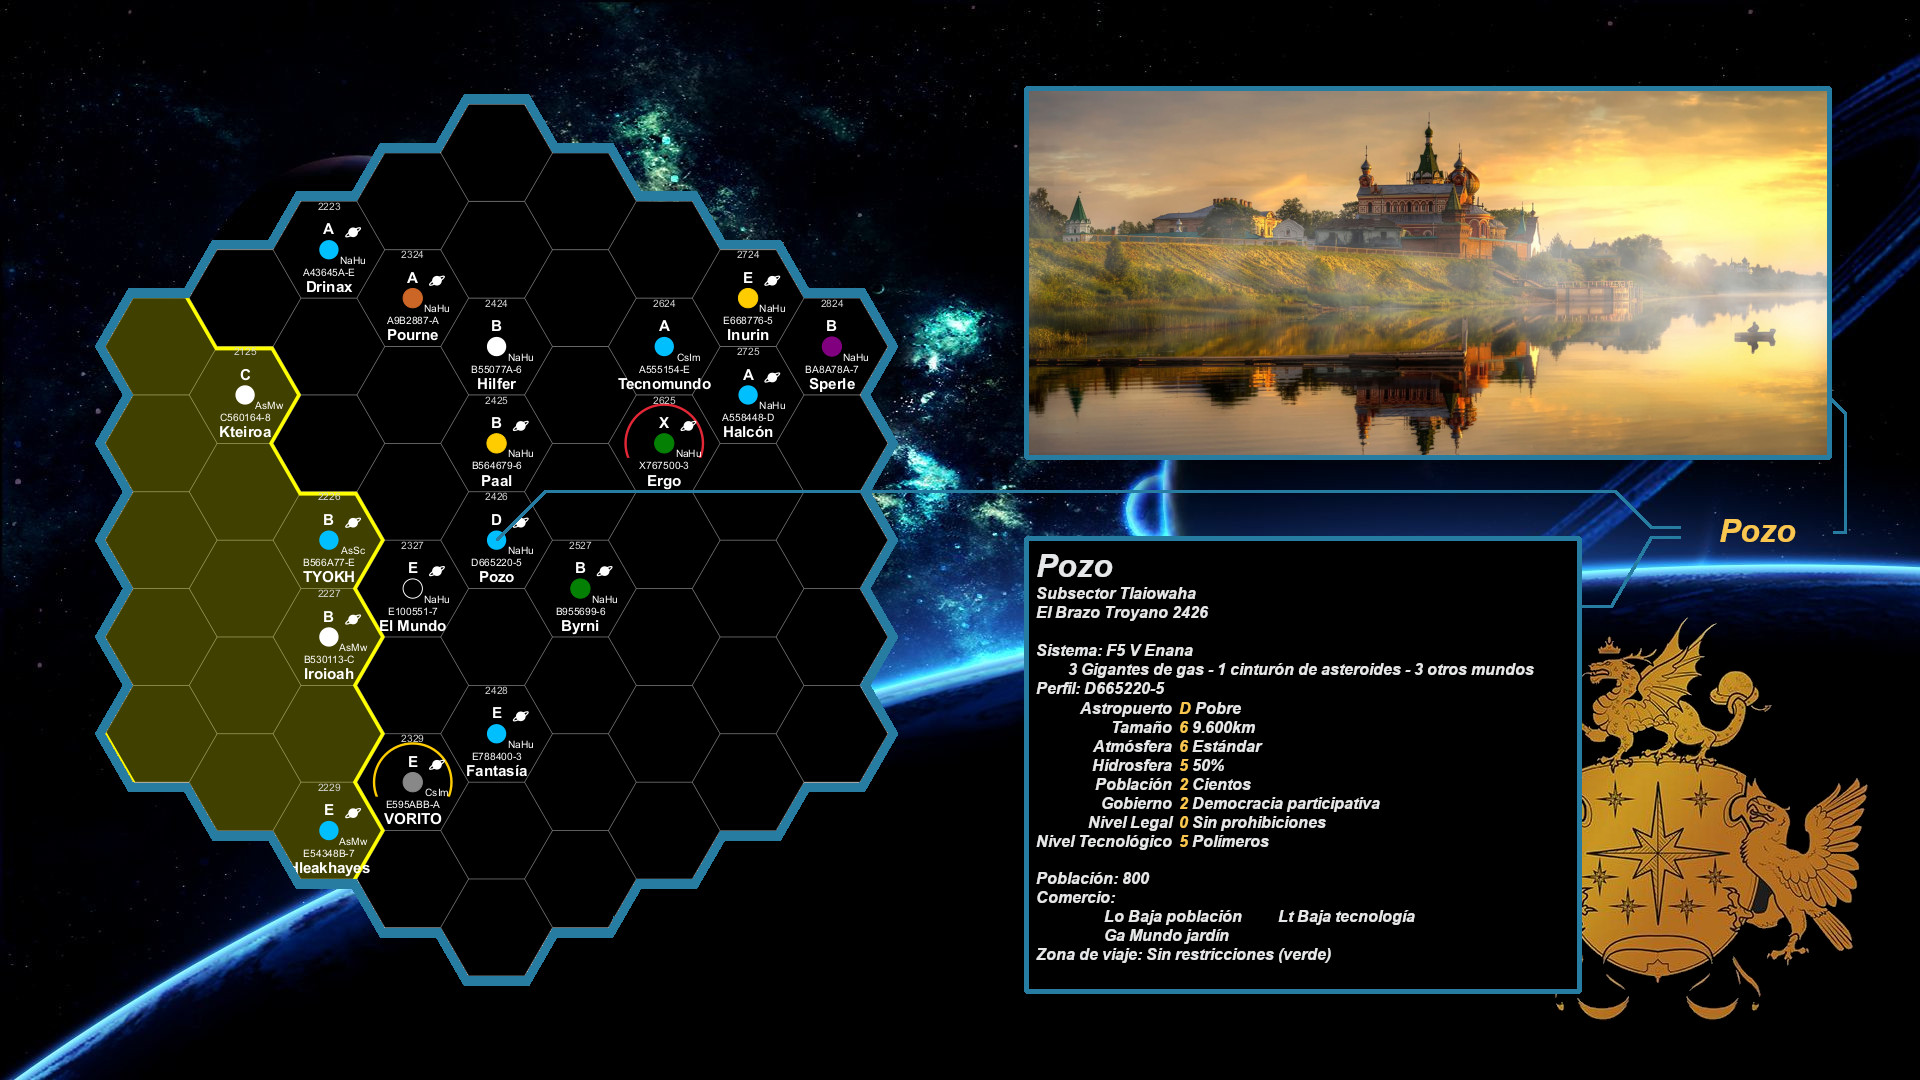 2223
A
NaHu
A43645A-E
Drinax
2324
A
NaHu
A9B2887-A
Pourne
2724
E
NaHu
E668776-5
Inurin
2424
B
NaHu
B55077A-6
Hilfer
2624
A
CsIm
A555154-E
Tecnomundo
2824
B
NaHu
BA8A78A-7
Sperle
2125
C
AsMw
C560164-8
Kteiroa
2725
A
NaHu
A558448-D
Halcón
2425
B
NaHu
B564679-6
Paal
2625
X
NaHu
X767500-3
Ergo
2226
B
AsSc
B566A77-E
TYOKH
2426
D
NaHu
D665220-5
Pozo
2327
E
NaHu
E100551-7
El Mundo
2527
B
NaHu
B955699-6
Byrni
2227
B
AsMw
B530113-C
Iroioah
2428
E
NaHu
E788400-3
Fantasía
2329
E
CsIm
E595ABB-A
VORITO
2229
E
AsMw
E54348B-7
Hleakhayes
Pozo
Pozo
Subsector Tlaiowaha
El Brazo Troyano 2426
Sistema: F5 V Enana
3 Gigantes de gas - 1 cinturón de asteroides - 3 otros mundos
Perfil: D665220-5
Astropuerto D Pobre
Tamaño 6 9.600km
Atmósfera 6 Estándar
Hidrosfera 5 50%
Población 2 Cientos
Gobierno 2 Democracia participativa
Nivel Legal 0 Sin prohibiciones
Nivel Tecnológico 5 Polímeros
Población: 800
Comercio:
Lo Baja población Lt Baja tecnología
Ga Mundo jardín
Zona de viaje: Sin restricciones (verde)